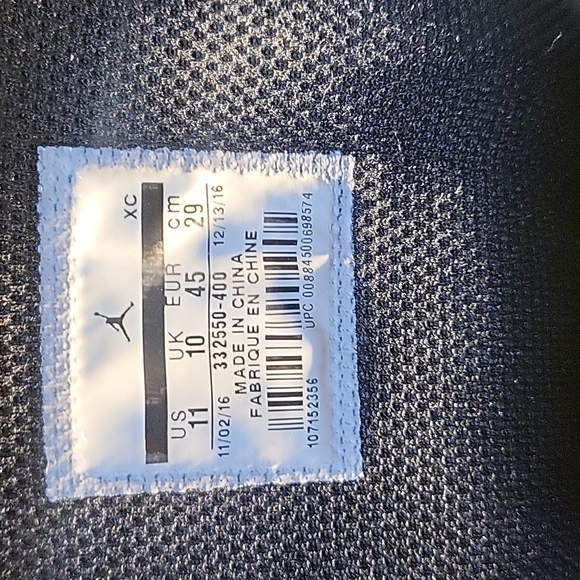 XC
US UK EUR cm
11 10 45 29
11/02/16 332550-400 12/13/16
MADE IN CHINA
FABRIQUE EN CHINE
107152356 UPC 00884500698574